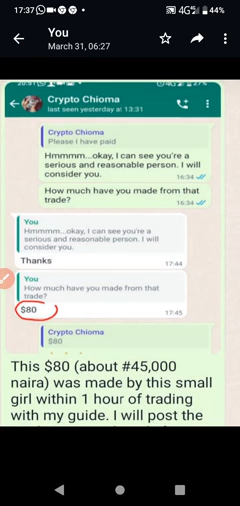 17:37
4G
44%
You
March 31, 06:27
Crypto Chioma
last seen yesterday at 13:31
Crypto Chioma
Please I have paid
Hmmmm...okay, I can see you're a
serious and reasonable person. I will
consider you.
16:34
How much have you made from that
trade?
16:34
You
Hmmmm...okay, I can see you're a
serious and reasonable person. I will
consider you.
Thanks
17:44
You
How much have you made from that
trade?
$80
17:45
Crypto Chioma
$80
This $80 (about #45,000
naira) was made by this small
girl within 1 hour of trading
with my guide. I will post the